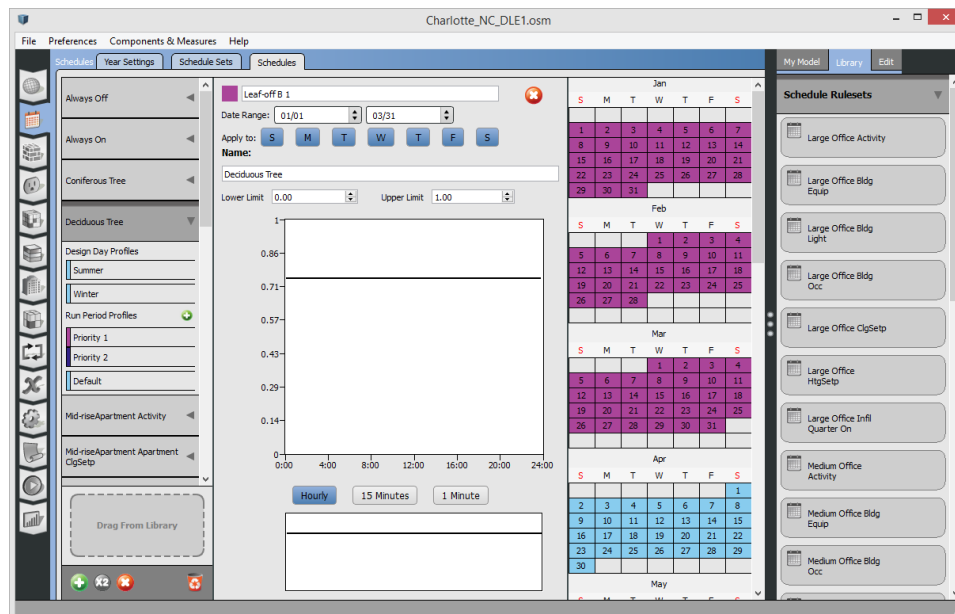 Charlotte_NC_DLE1.osm
File Preferences Components & Measures Help
Schedules Year Settings Schedule Sets Schedules
My Model Library Edit
Always Off
Always On
Coniferous Tree
Deciduous Tree
Design Day Profiles
Summer
Winter
Run Period Profiles
Priority 1
Priority 2
Default
Mid-riseApartment Activity
Mid-riseApartment Apartment
ClgSetp
Drag From Library
X2
Leaf-off B 1
Date Range: 01/01 03/31
Apply to: S M T W T F S
Name:
Deciduous Tree
Lower Limit 0.00 Upper Limit 1.00
1
0.86
0.71
0.57
0.43
0.29
0.14
0
0:00 4:00 8:00 12:00 16:00 20:00 24:00
Hourly 15 Minutes 1 Minute
Jan
S M T W T F S
1 2 3 4 5 6 7
8 9 10 11 12 13 14
15 16 17 18 19 20 21
22 23 24 25 26 27 28
29 30 31
Feb
S M T W T F S
1 2 3 4
5 6 7 8 9 10 11
12 13 14 15 16 17 18
19 20 21 22 23 24 25
26 27 28
Mar
S M T W T F S
1 2 3 4
5 6 7 8 9 10 11
12 13 14 15 16 17 18
19 20 21 22 23 24 25
26 27 28 29 30 31
Apr
S M T W T F S
1
2 3 4 5 6 7 8
9 10 11 12 13 14 15
16 17 18 19 20 21 22
23 24 25 26 27 28 29
30
May
Schedule Rulesets
Large Office Activity
Large Office Bldg
Equip
Large Office Bldg
Light
Large Office Bldg
Occ
Large Office ClgSetp
Large Office
HtgSetp
Large Office Infil
Quarter On
Medium Office
Activity
Medium Office Bldg
Equip
Medium Office Bldg
Occ